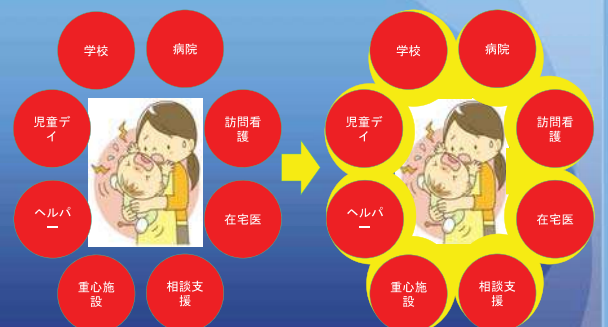 学校
病院
児童デ
イ
訪問看
護
ヘルパ
ー
在宅医
重心施
設
相談支
援
学校
病院
児童デ
イ
訪問看
護
ヘルパ
ー
在宅医
重心施
設
相談支
援